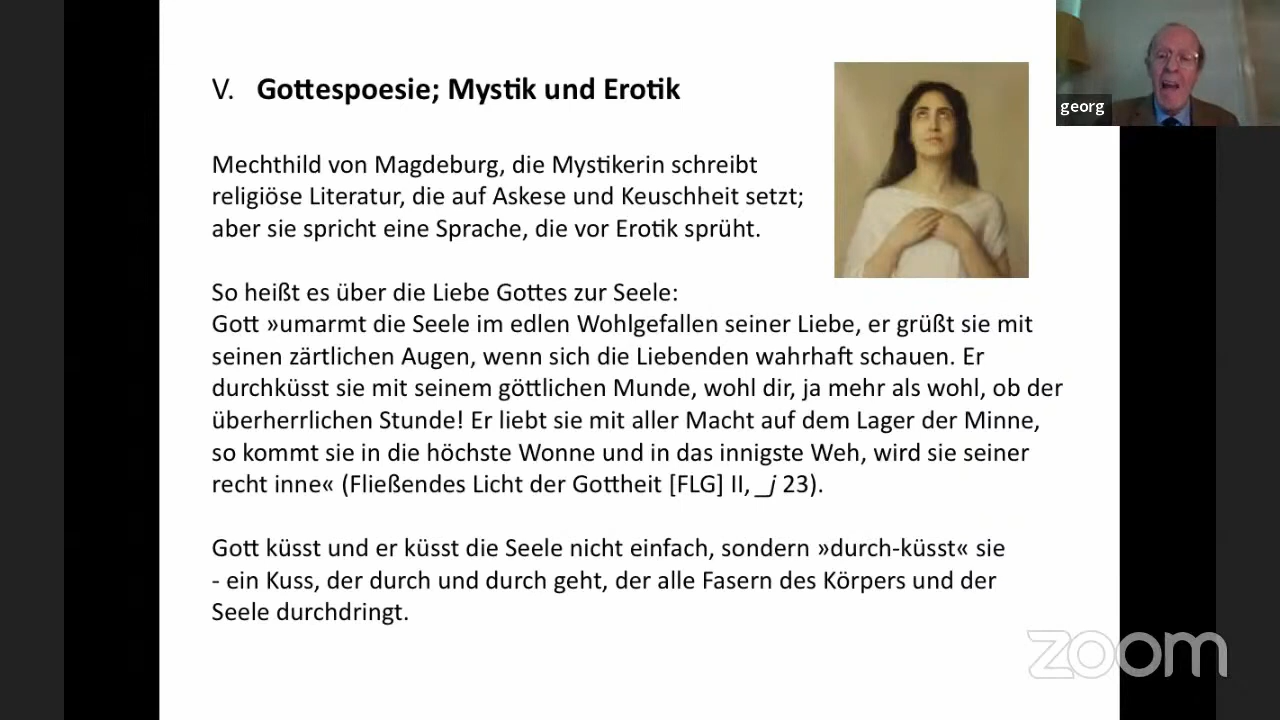 V. Gottespoesie; Mystik und Erotik
Mechthild von Magdeburg, die Mystikerin schreibt
religiöse Literatur, die auf Askese und Keuschheit setzt;
aber sie spricht eine Sprache, die vor Erotik sprüht.
So heißt es über die Liebe Gottes zur Seele:
Gott »umarmt die Seele im edlen Wohlgefallen seiner Liebe, er grüßt sie mit
seinen zärtlichen Augen, wenn sich die Liebenden wahrhaft schauen. Er
durchküsst sie mit seinem göttlichen Munde, wohl dir, ja mehr als wohl, ob der
überherrlichen Stunde! Er liebt sie mit aller Macht auf dem Lager der Minne,
so kommt sie in die höchste Wonne und in das innigste Weh, wird sie seiner
recht inne« (Fließendes Licht der Gottheit [FLG] II, _j 23).
Gott küsst und er küsst die Seele nicht einfach, sondern »durch-küsst« sie
- ein Kuss, der durch und durch geht, der alle Fasern des Körpers und der
Seele durchdringt.
georg
zoom